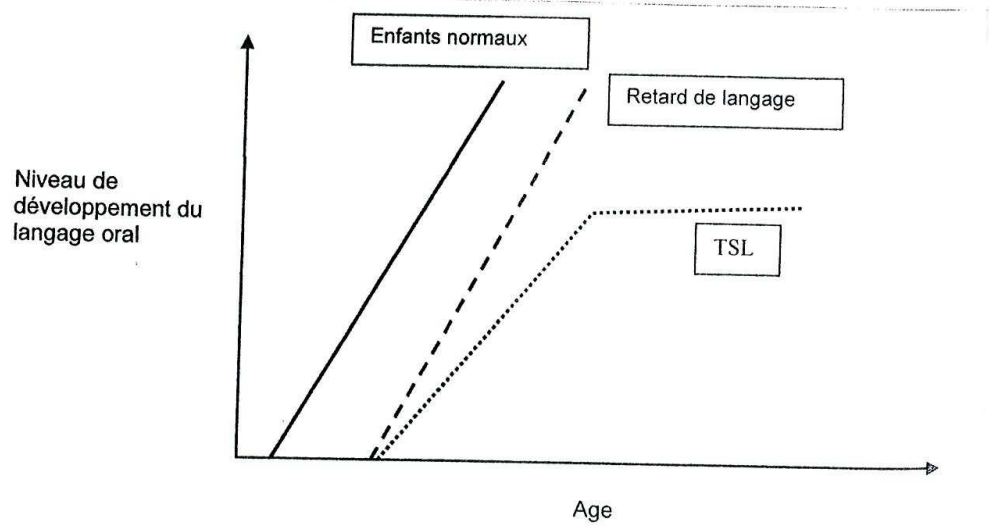 Enfants normaux
Retard de langage
Niveau de
développement du
langage oral
TSL
Age